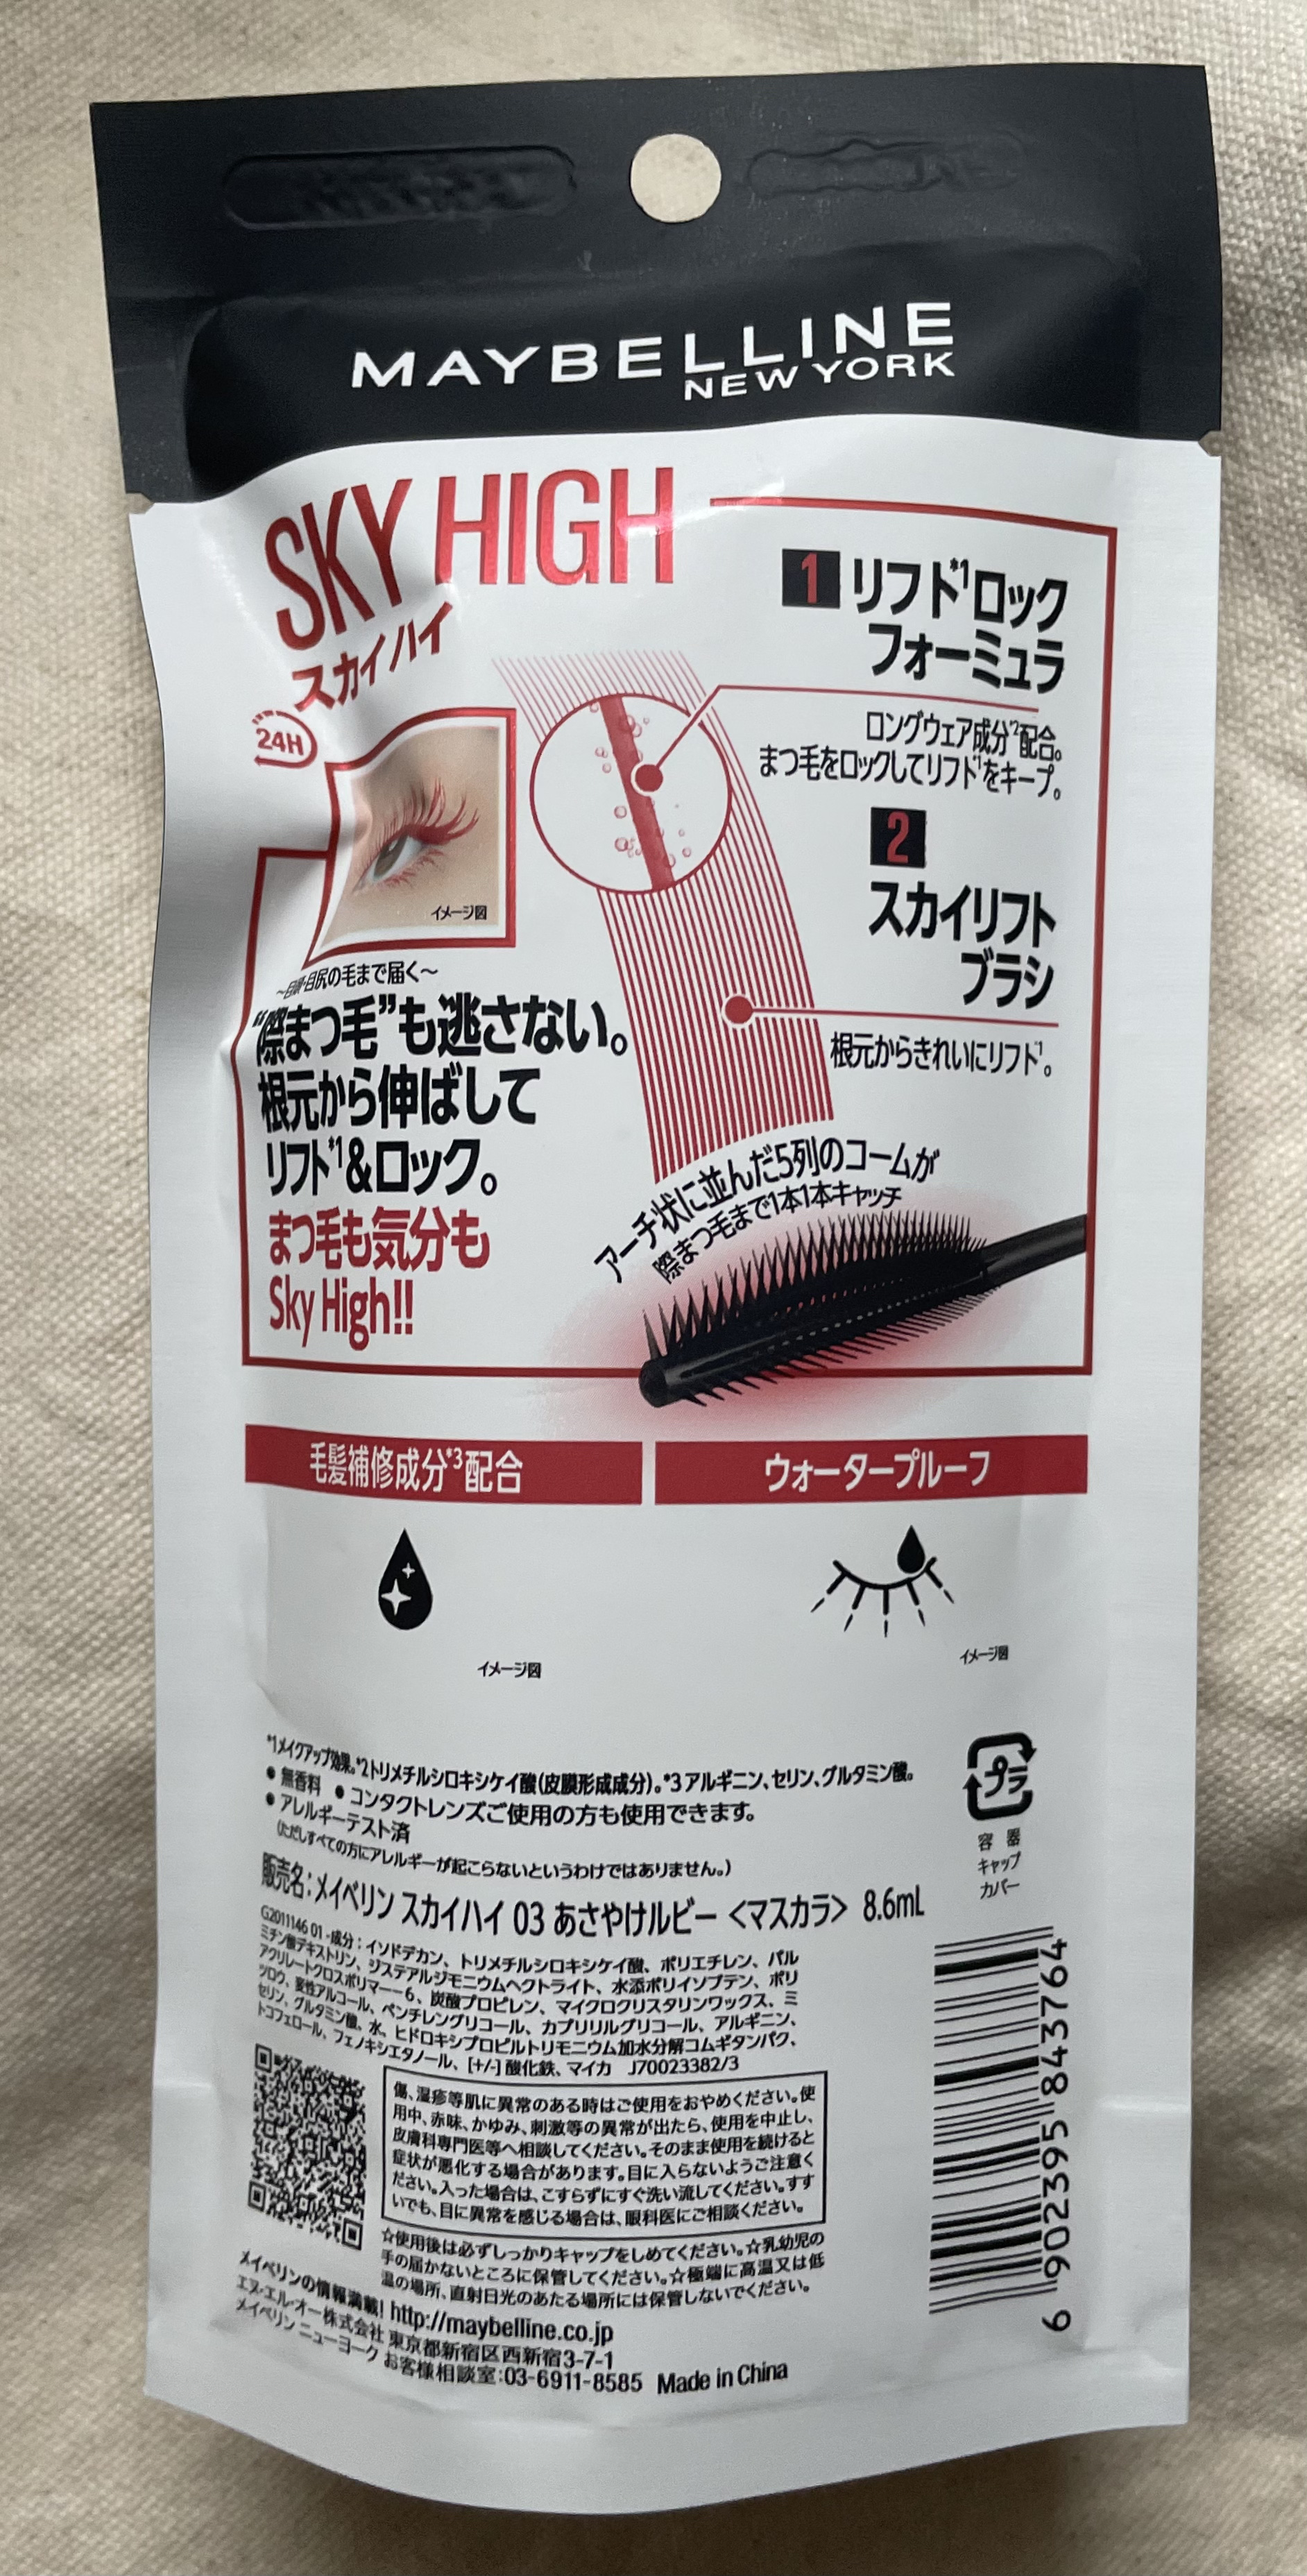 MAYBELLINE
NEW YORK
SKY HIGH
スカイハイ
24H
イメージ図
1 リフト*1ロック
フォーミュラ
ロングウェア成分*2配合。
まつ毛をロックしてリフト*1をキープ。
2
スカイリフト
ブラシ
根元からきれいにリフト*1。
～目頭・目尻の毛まで届く～
“際まつ毛”も逃さない。
根元から伸ばして
リフト*1&ロック。
まつ毛も気分も
Sky High!!
アーチ状に並んだ5列のコームが
際まつ毛まで1本1本キャッチ
毛髪補修成分*3配合
ウォータープルーフ
イメージ図
イメージ図
*1メイクアップ効果。*2トリメチルシロキシケイ酸(皮膜形成成分)。*3アルギニン、セリン、グルタミン酸。
● 無香料 ● コンタクトレンズご使用の方も使用できます。
● アレルギーテスト済
(ただしすべての方にアレルギーが起こらないというわけではありません。)
プラ
容器
キャップ
カバー
販売名：メイベリン スカイハイ 03 あさやけルビー <マスカラ> 8.6mL
G2011146 01 -成分：イソドデカン、トリメチルシロキシケイ酸、ポリエチレン、パル
ミチン酸デキストリン、ジステアルジモニウムヘクトライト、水添ポリイソブテン、ポリ
アクリレートクロスポリマー－6、炭酸プロピレン、マイクロクリスタリンワックス、ミ
ツロウ、変性アルコール、ペンチレングリコール、カプリリルグリコール、アルギニン、
セリン、グルタミン酸、水、ヒドロキシプロピルトリモニウム加水分解コムギタンパク、
トコフェロール、フェノキシエタノール、[+/-] 酸化鉄、マイカ J70023382/3
傷、湿疹等肌に異常のある時はご使用をおやめください。使
用中、赤味、かゆみ、刺激等の異常が出たら、使用を中止し、
皮膚科専門医等へ相談してください。そのまま使用を続けると
症状が悪化する場合があります。目に入らないようご注意く
ださい。入った場合は、こすらずにすぐ洗い流してください。すす
いでも、目に異常を感じる場合は、眼科医にご相談ください。
☆使用後は必ずしっかりキャップをしめてください。☆乳幼児の
手の届かないところに保管してください。☆極端に高温又は低
温の場所、直射日光のあたる場所には保管しないでください。
メイベリンの情報満載! http://maybelline.co.jp
エヌ・エル・オー株式会社 東京都新宿区西新宿3-7-1
メイベリン ニューヨーク お客様相談室：03-6911-8585 Made in China
6 902395 843764